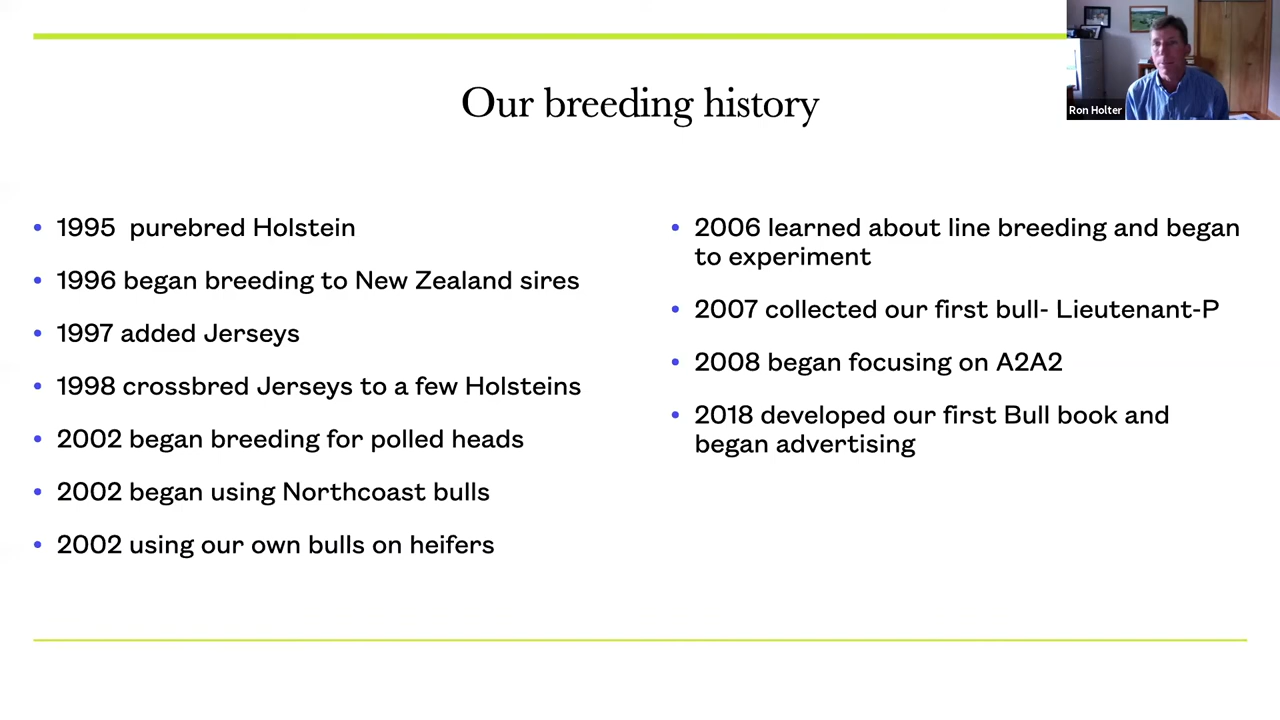 Our breeding history
Ron Holter
• 1995  purebred Holstein
• 1996 began breeding to New Zealand sires
• 1997 added Jerseys
• 1998 crossbred Jerseys to a few Holsteins
• 2002 began breeding for polled heads
• 2002 began using Northcoast bulls
• 2002 using our own bulls on heifers
• 2006 learned about line breeding and began
to experiment
• 2007 collected our first bull- Lieutenant-P
• 2008 began focusing on A2A2
• 2018 developed our first Bull book and
began advertising